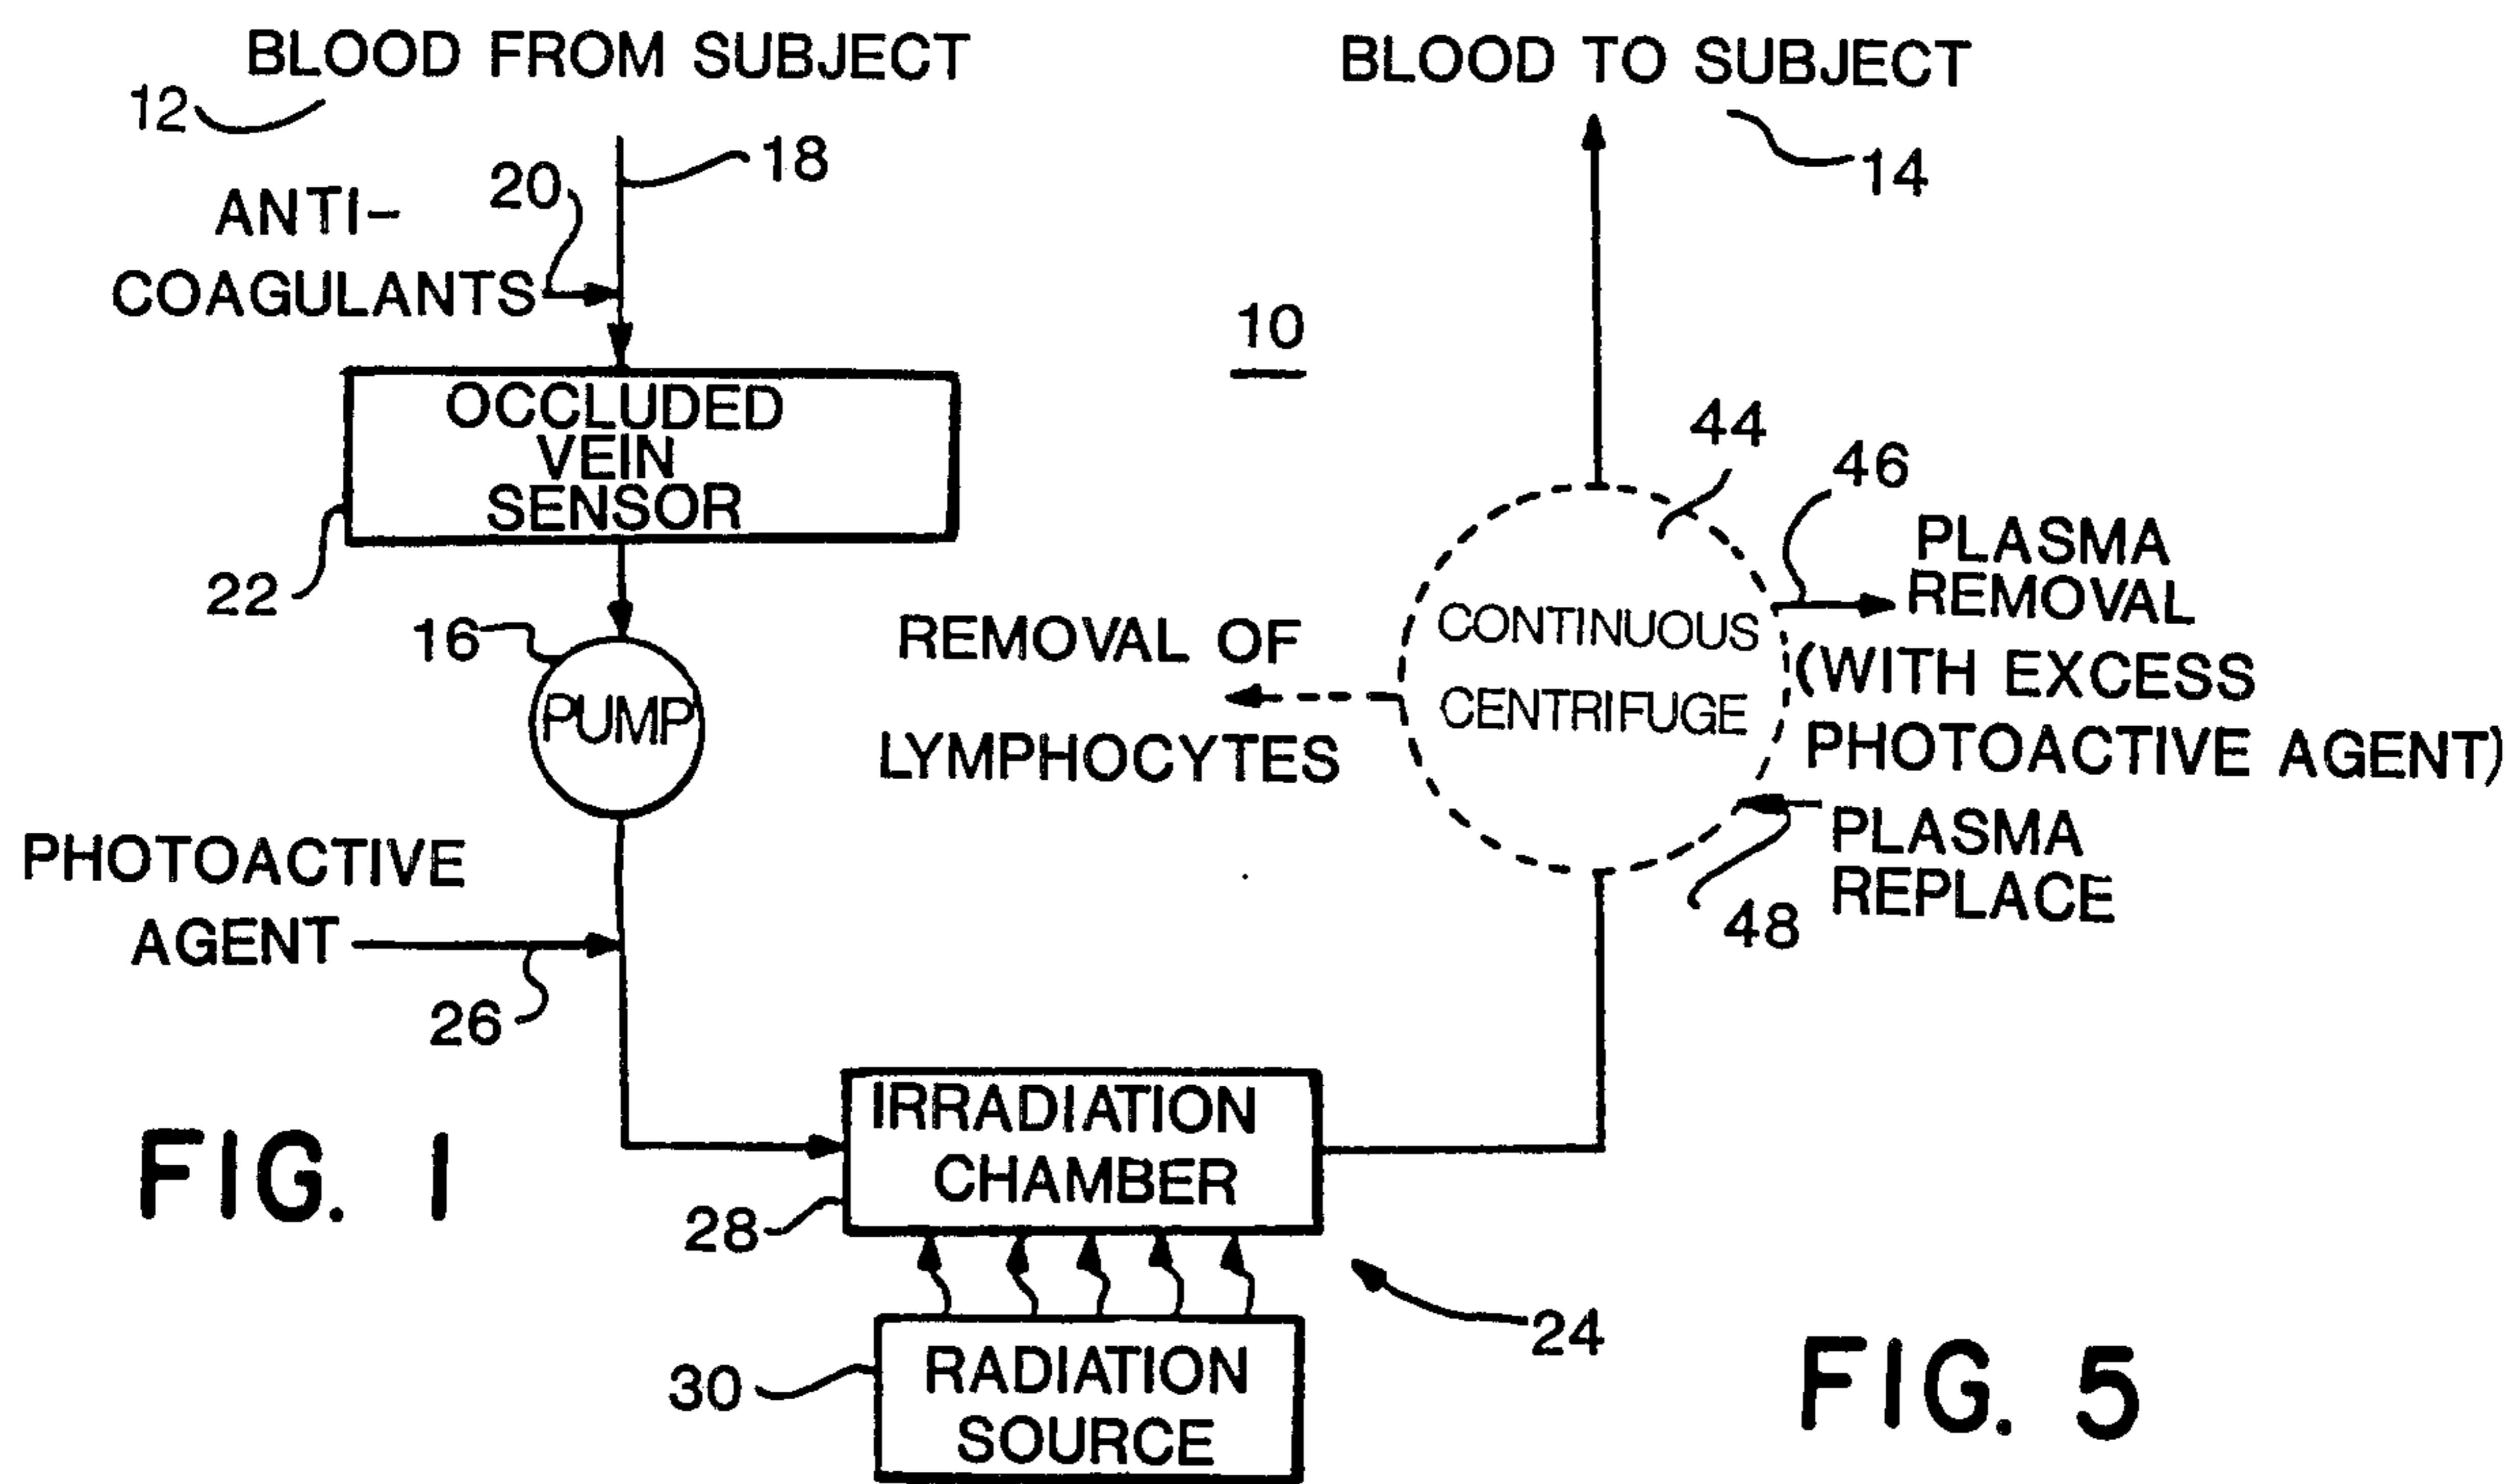 BLOOD FROM SUBJECT
12
18
20
ANTI-
COAGULANTS
OCCLUDED
VEIN
SENSOR
22
16
PUMP
PHOTOACTIVE
AGENT
26
IRRADIATION
CHAMBER
28
RADIATION
SOURCE
30
24
FIG. 1
BLOOD TO SUBJECT
14
10
44
46
CONTINUOUS
CENTRIFUGE
REMOVAL OF
LYMPHOCYTES
PLASMA
REMOVAL
(WITH EXCESS
PHOTOACTIVE AGENT)
PLASMA
REPLACE
48
FIG. 5